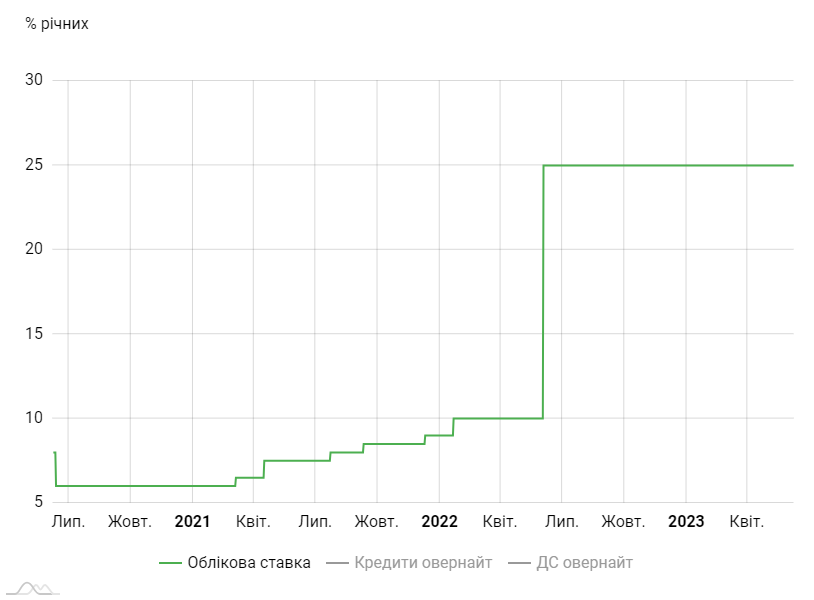 % річних
30
25
20
15
10
5
Лип. Жовт. 2021 Квіт. Лип. Жовт. 2022 Квіт. Лип. Жовт. 2023 Квіт.
Облікова ставка Кредити овернайт ДС овернайт